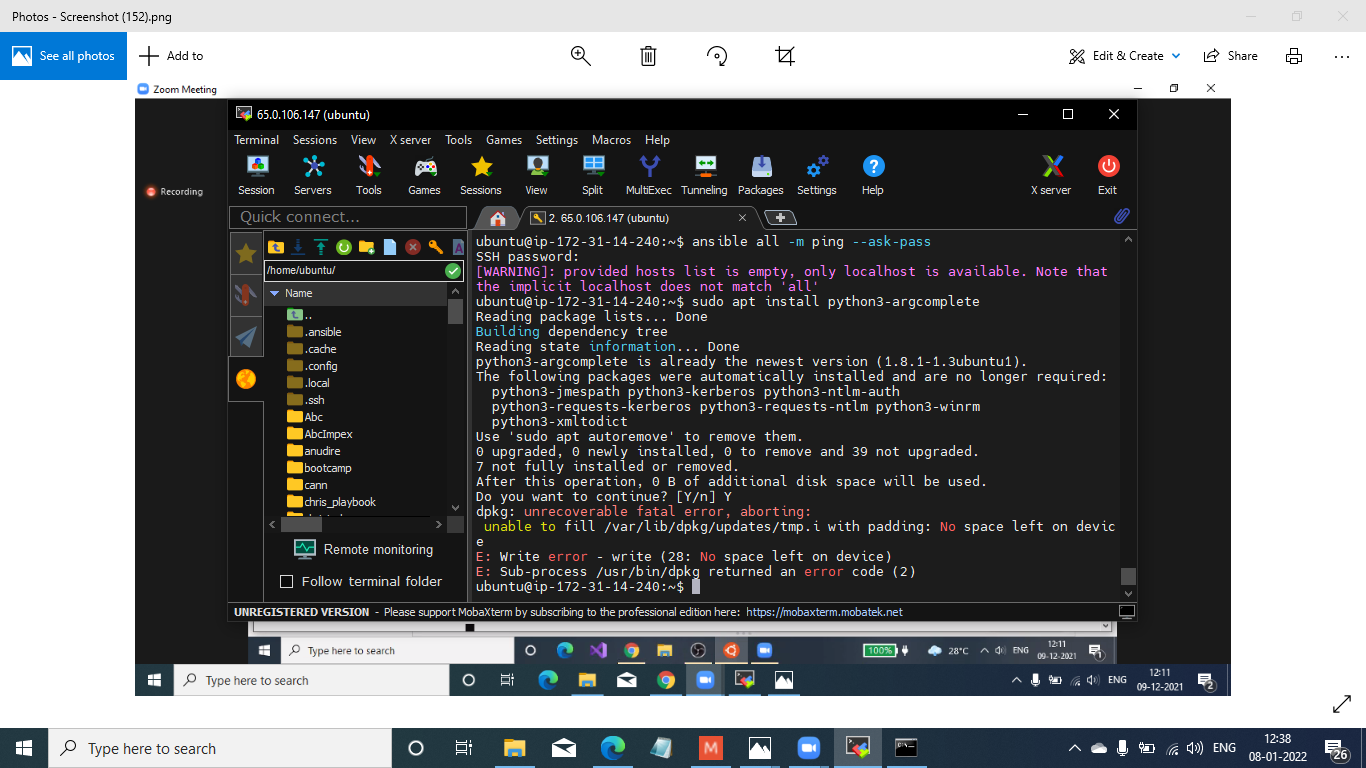 Photos - Screenshot (152).png
See all photos
Add to
Edit & Create
Share
Zoom Meeting
65.0.106.147 (ubuntu)
Terminal Sessions View X server Tools Games Settings Macros Help
Recording
Session Servers Tools Games Sessions View Split MultiExec Tunneling Packages Settings Help X server Exit
Quick connect...
2. 65.0.106.147 (ubuntu)
/home/ubuntu/
Name
..
.ansible
.cache
.config
.local
.ssh
Abc
AbcImpex
anudire
bootcamp
cann
chris_playbook
Remote monitoring
Follow terminal folder
ubuntu@ip-172-31-14-240:~$ ansible all -m ping --ask-pass
SSH password:
[WARNING]: provided hosts list is empty, only localhost is available. Note that
the implicit localhost does not match 'all'
ubuntu@ip-172-31-14-240:~$ sudo apt install python3-argcomplete
Reading package lists... Done
Building dependency tree
Reading state information... Done
python3-argcomplete is already the newest version (1.8.1-1.3ubuntu1).
The following packages were automatically installed and are no longer required:
python3-jmespath python3-kerberos python3-ntlm-auth
python3-requests-kerberos python3-requests-ntlm python3-winrm
python3-xmltodict
Use 'sudo apt autoremove' to remove them.
0 upgraded, 0 newly installed, 0 to remove and 39 not upgraded.
7 not fully installed or removed.
After this operation, 0 B of additional disk space will be used.
Do you want to continue? [Y/n] Y
dpkg: unrecoverable fatal error, aborting:
unable to fill /var/lib/dpkg/updates/tmp.i with padding: No space left on devic
e
E: Write error - write (28: No space left on device)
E: Sub-process /usr/bin/dpkg returned an error code (2)
ubuntu@ip-172-31-14-240:~$
UNREGISTERED VERSION - Please support MobaXterm by subscribing to the professional edition here: https://mobaxterm.mobatek.net
Type here to search
100%
28°C
ENG
12:11
09-12-2021
1
Type here to search
ENG
12:11
09-12-2021
2
Type here to search
M
ENG
12:38
08-01-2022
26